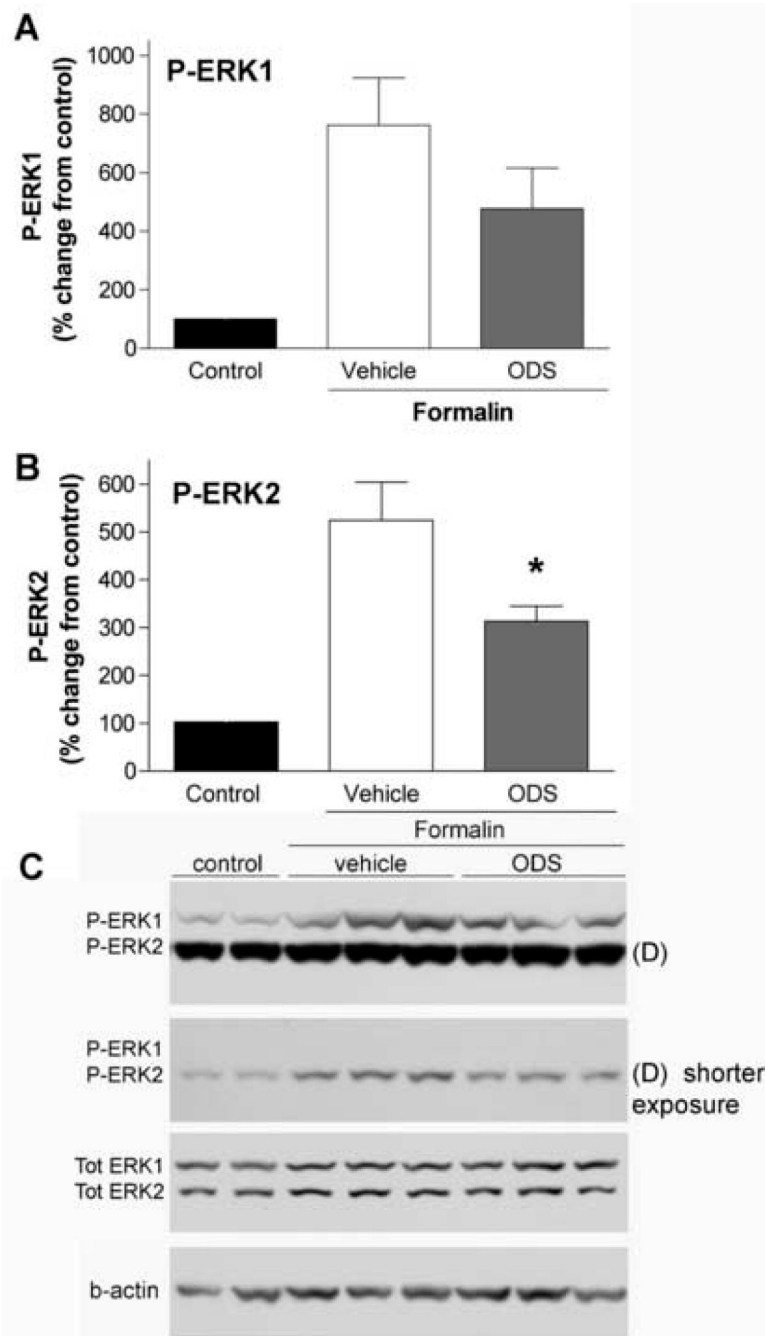 A
P-ERK1
P-ERK1
(% change from control)
1000
800
600
400
200
0
Control Vehicle ODS
Formalin
B
P-ERK2
P-ERK2
(% change from control)
600
500
400
300
200
100
0
*
Control Vehicle ODS
Formalin
C
control vehicle ODS
P-ERK1
P-ERK2 (D)
P-ERK1
P-ERK2 (D) shorter
exposure
Tot ERK1
Tot ERK2
b-actin